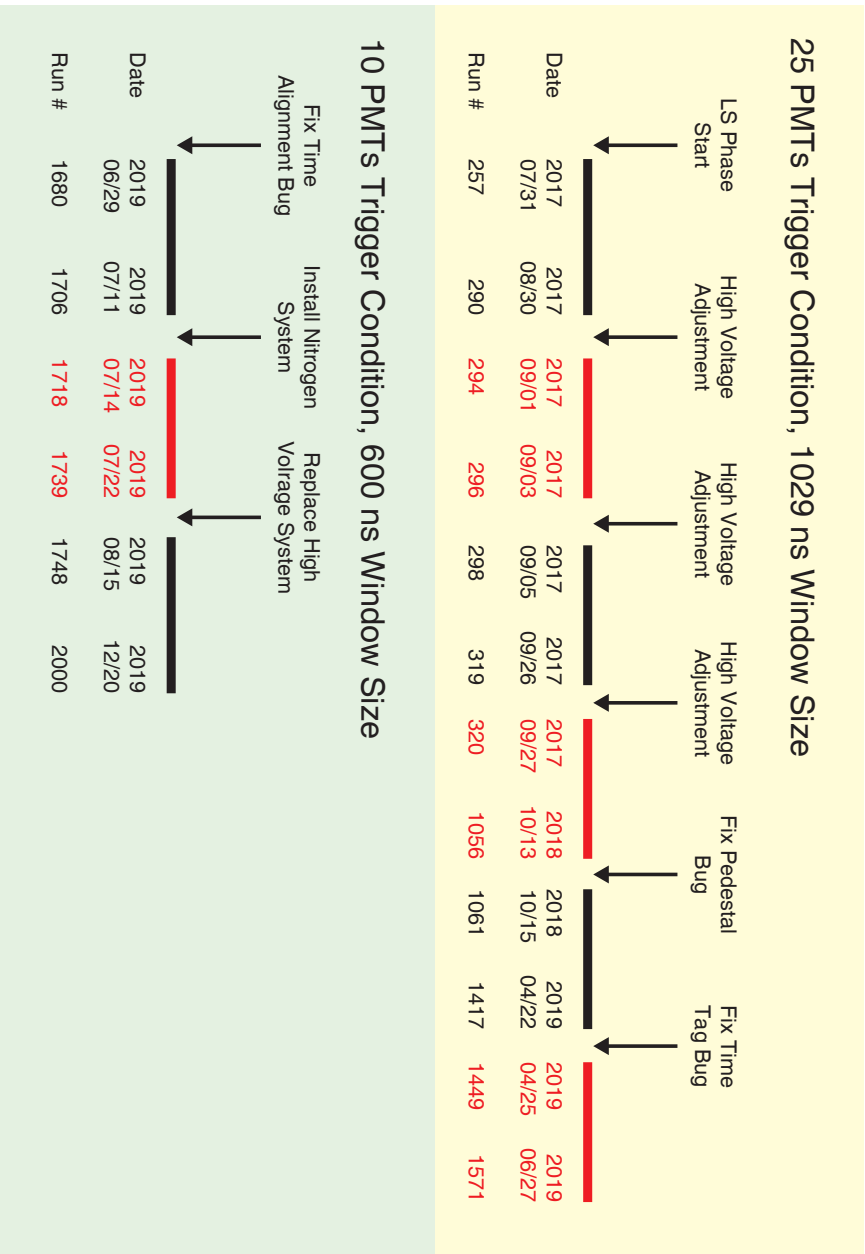 25 PMTs Trigger Condition, 1029 ns Window Size
LS Phase
Start
High Voltage
Adjustment
High Voltage
Adjustment
High Voltage
Adjustment
Fix Pedestal
Bug
Fix Time
Tag Bug
Date
2017
07/31
2017
08/30
2017
09/01
2017
09/03
2017
09/05
2017
09/26
2017
09/27
2018
10/13
2018
10/15
2019
04/22
2019
04/25
2019
06/27
Run # 257 290 294 296 298 319 320 1056 1061 1417 1449 1571
10 PMTs Trigger Condition, 600 ns Window Size
Fix Time
Alignment Bug
Install Nitrogen
System
Replace High
Volrage System
Date
2019
06/29
2019
07/11
2019
07/14
2019
07/22
2019
08/15
2019
12/20
Run # 1680 1706 1718 1739 1748 2000